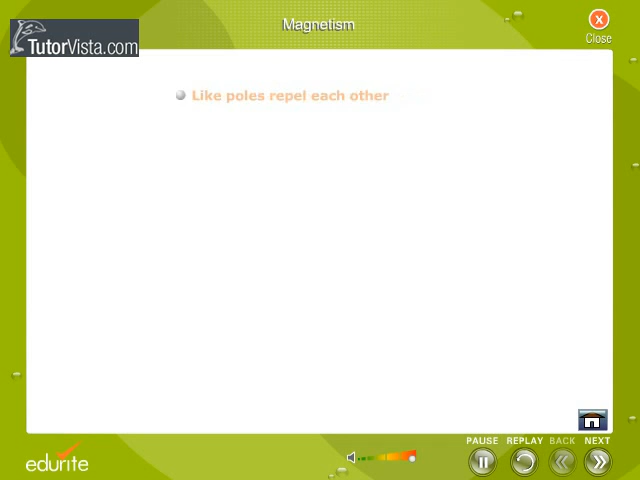 Magnetism
X
Close
TutorVista.com
Like poles repel each other
PAUSE REPLAY BACK NEXT
edurite